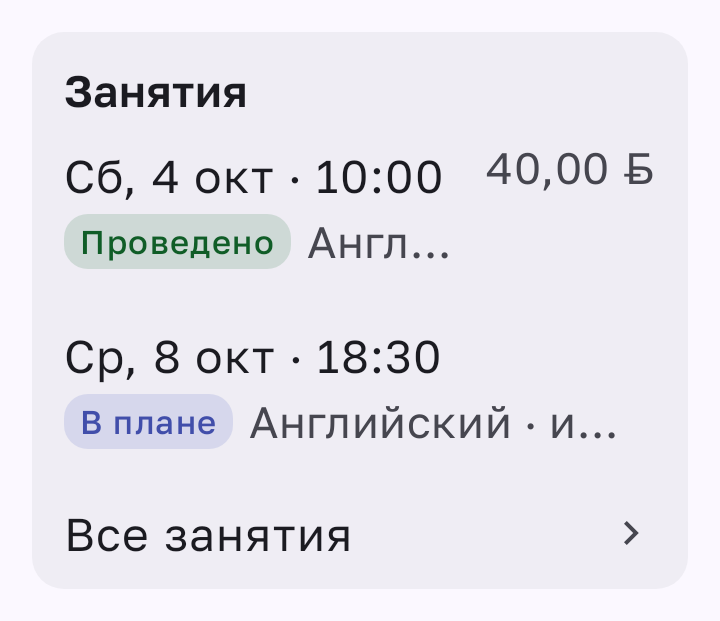 Занятия
Сб, 4 окт · 10:00 40,00 Ƃ
Проведено Англ...
Ср, 8 окт · 18:30
В плане Английский · и...
Все занятия